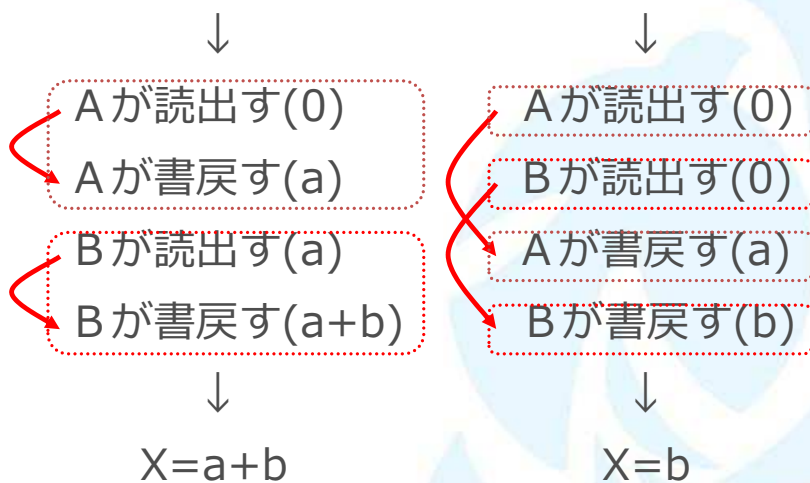 ↓
Aが読出す(0)
Aが書戻す(a)
Bが読出す(a)
Bが書戻す(a+b)
↓
X=a+b
↓
Aが読出す(0)
Bが読出す(0)
Aが書戻す(a)
Bが書戻す(b)
↓
X=b